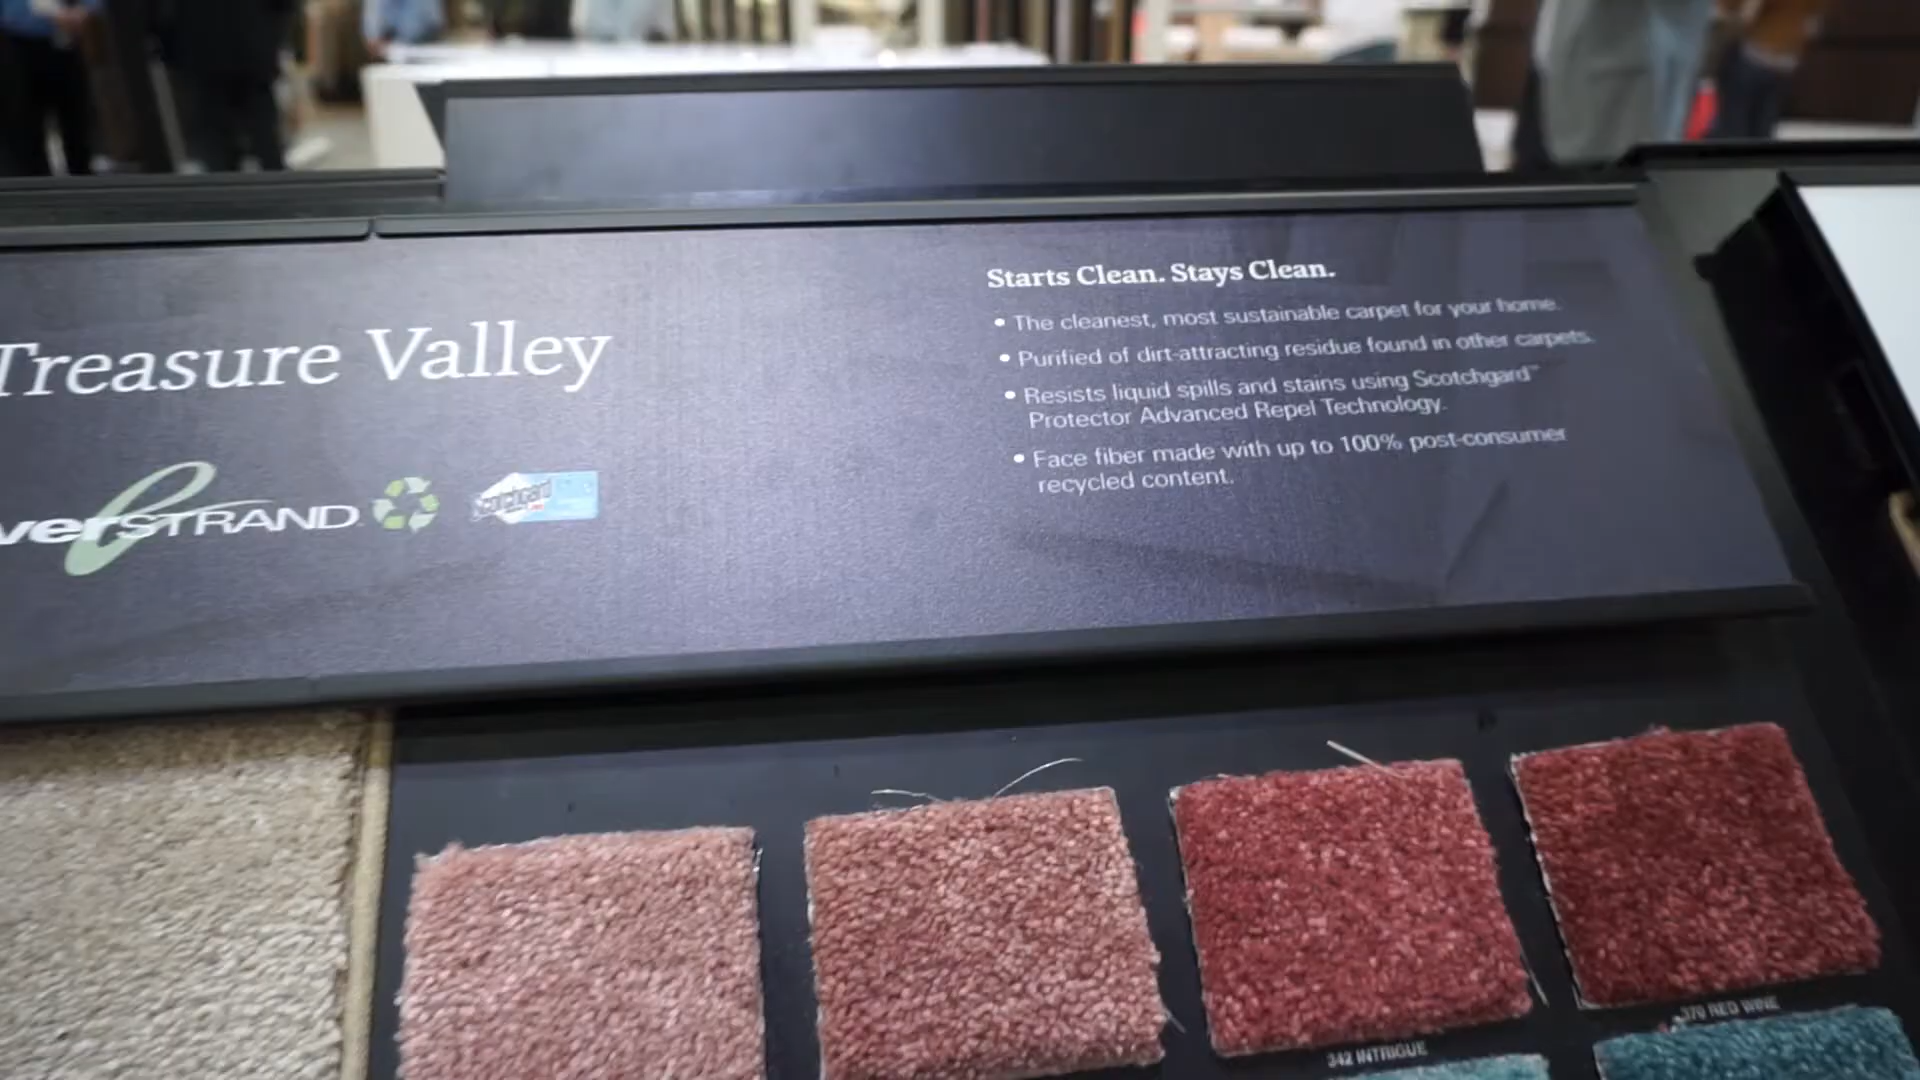 Treasure Valley
verSTRAND
Scotchgard
Starts Clean. Stays Clean.
• The cleanest, most sustainable carpet for your home.
• Purified of dirt-attracting residue found in other carpets.
• Resists liquid spills and stains using Scotchgard™
Protector Advanced Repel Technology.
• Face fiber made with up to 100% post-consumer
recycled content.
342 INTRIGUE
370 RED WINE